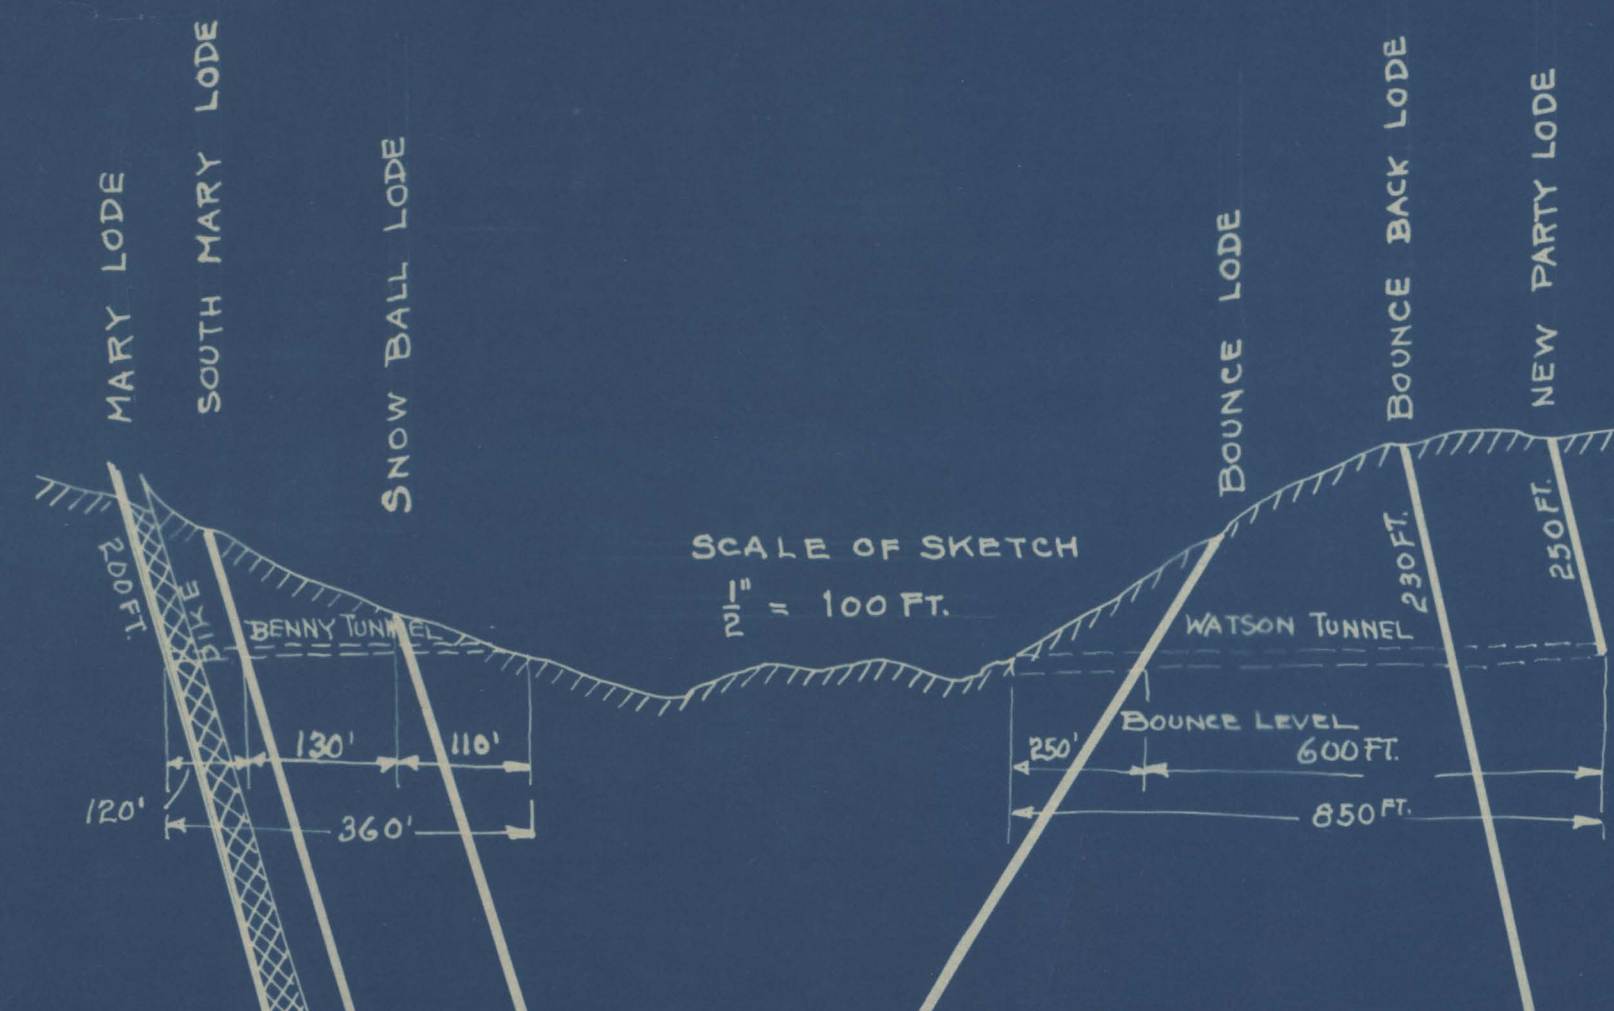 MARY LODE
SOUTH MARY LODE
SNOW BALL LODE
BOUNCE LODE
BOUNCE BACK LODE
NEW PARTY LODE
SCALE OF SKETCH
1/2" = 100 FT.
200 FT.
DIKE
BENNY TUNNEL
230 FT.
250 FT.
WATSON TUNNEL
BOUNCE LEVEL
130'
110'
120'
360'
250'
600 FT.
850 FT.